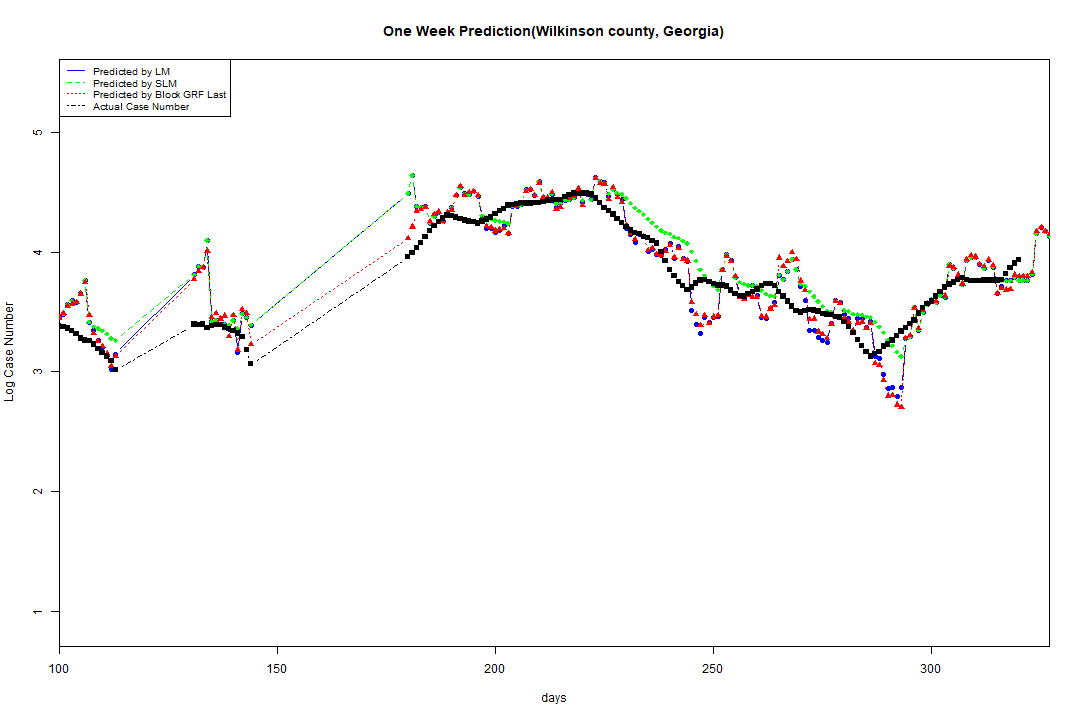 One Week Prediction(Wilkinson county, Georgia)
Predicted by LM
Predicted by SLM
Predicted by Block GRF Last
Actual Case Number
5
4
3
2
1
Log Case Number
100 150 200 250 300
days